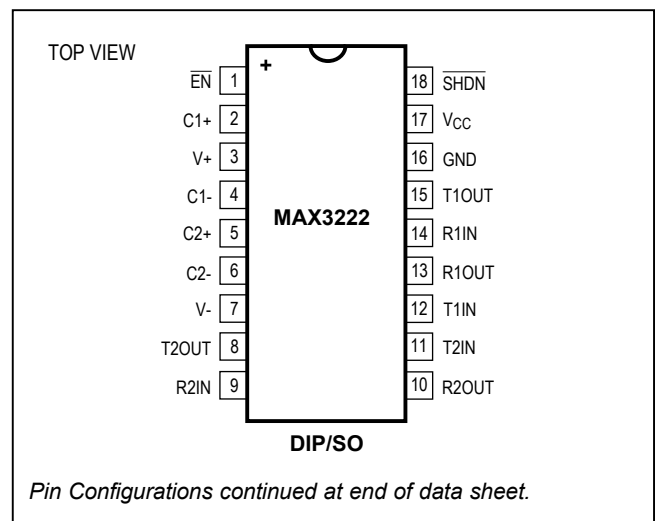 TOP VIEW
+
EN 1
18 SHDN
C1+ 2
17 VCC
V+ 3
16 GND
C1- 4
15 T1OUT
MAX3222
C2+ 5
14 R1IN
C2- 6
13 R1OUT
V- 7
12 T1IN
T2OUT 8
11 T2IN
R2IN 9
10 R2OUT
DIP/SO
Pin Configurations continued at end of data sheet.